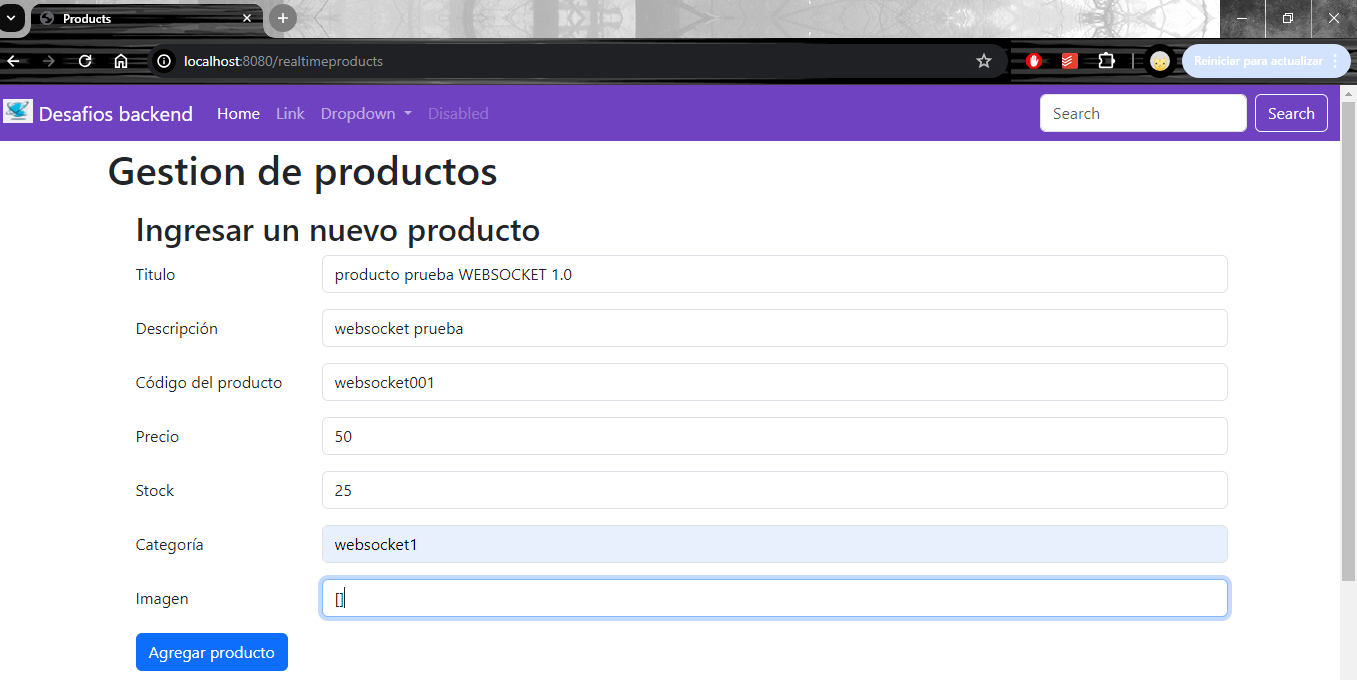 Products
localhost:8080/realtimeproducts
Reiniciar para actualizar
Desafios backend Home Link Dropdown Disabled Search Search
Gestion de productos
Ingresar un nuevo producto
Titulo producto prueba WEBSOCKET 1.0
Descripción websocket prueba
Código del producto websocket001
Precio 50
Stock 25
Categoría websocket1
Imagen []
Agregar producto